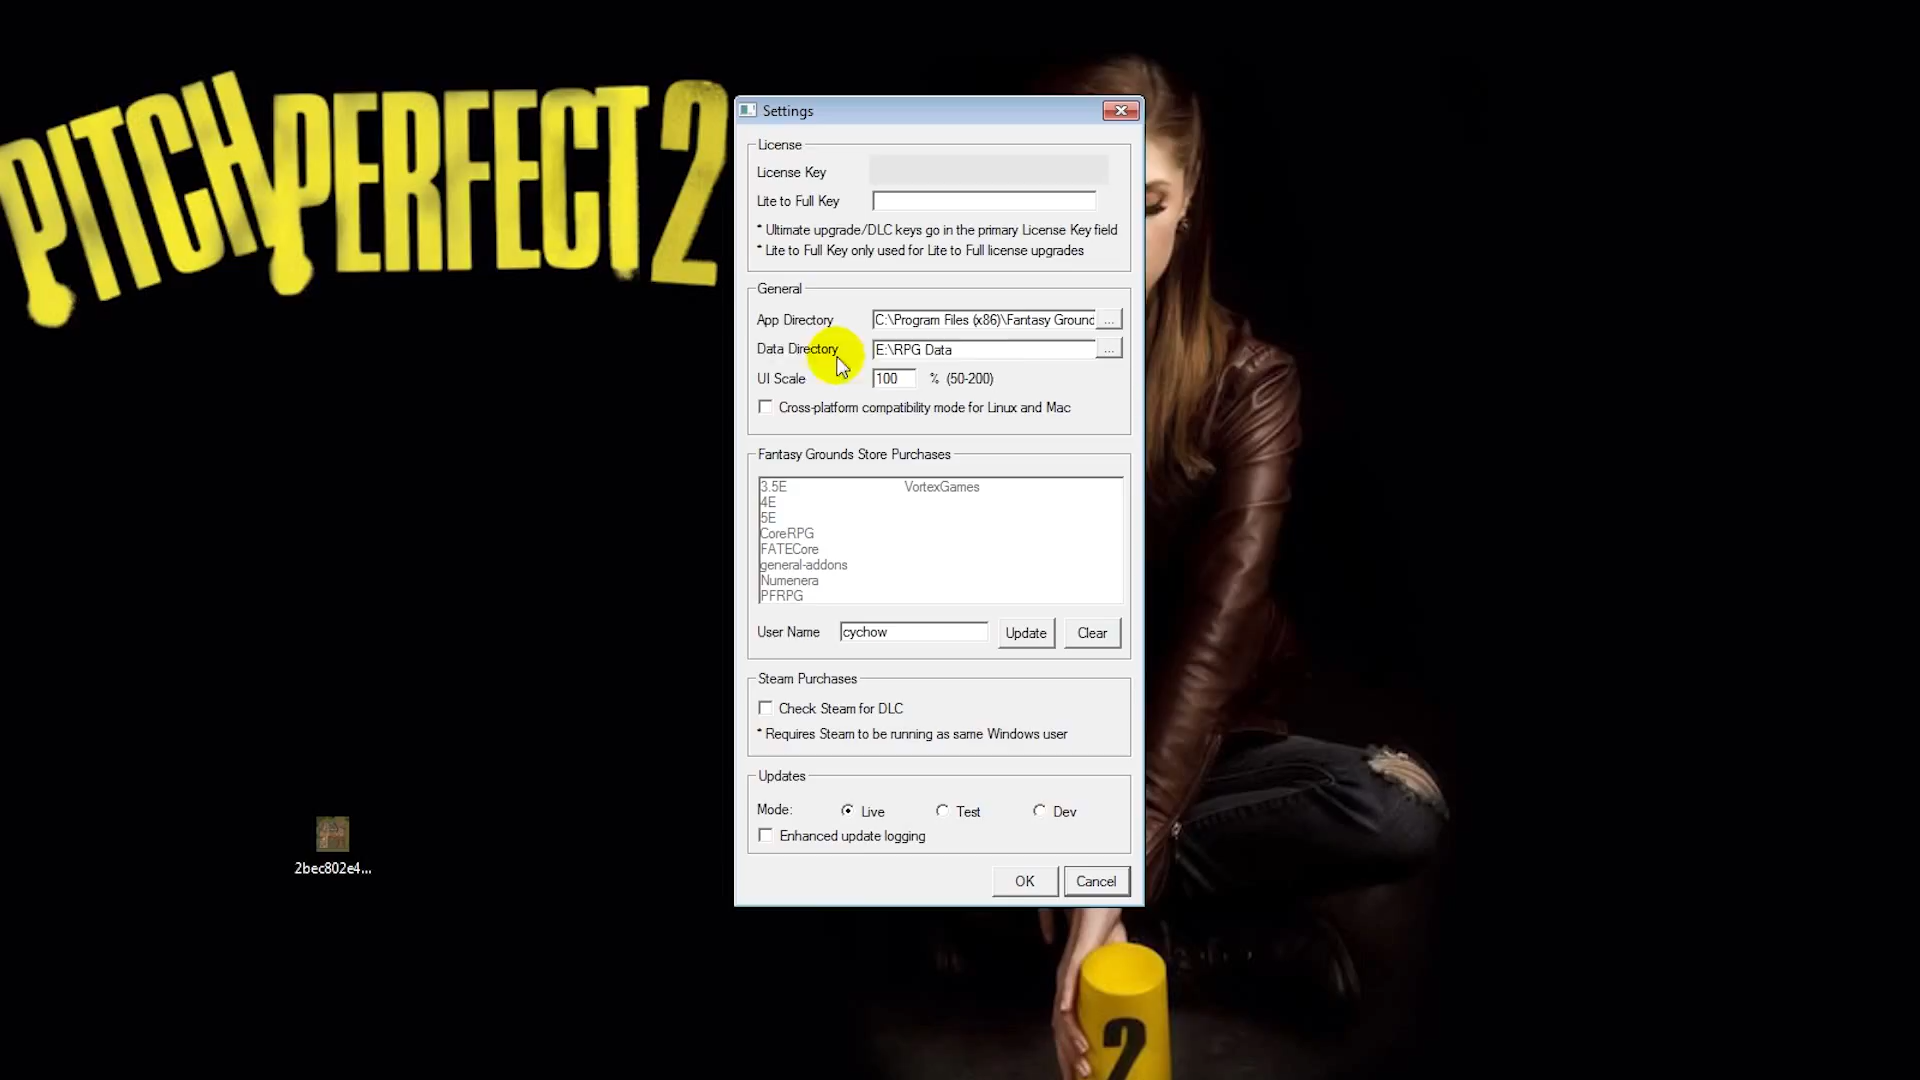 PITCH PERFECT 2
Settings
License
License Key
Lite to Full Key
* Ultimate upgrade/DLC keys go in the primary License Key field
* Lite to Full Key only used for Lite to Full license upgrades
General
App Directory C:\Program Files (x86)\Fantasy Ground ...
Data Directory E:\RPG Data ...
UI Scale 100 % (50-200)
Cross-platform compatibility mode for Linux and Mac
Fantasy Grounds Store Purchases
3.5E VortexGames
4E
5E
CoreRPG
FATECore
general-addons
Numenera
PFRPG
User Name cychow Update Clear
Steam Purchases
Check Steam for DLC
* Requires Steam to be running as same Windows user
Updates
Mode: Live Test Dev
Enhanced update logging
OK Cancel
2bec802e4...
2